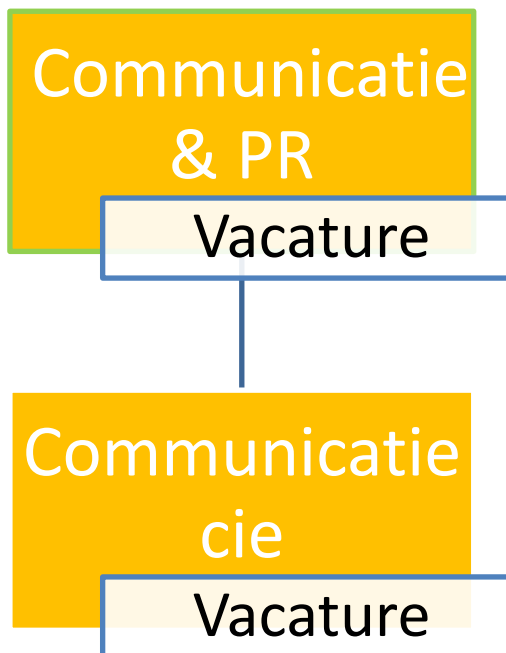 Communicatie
& PR
Vacature
Communicatie
cie
Vacature